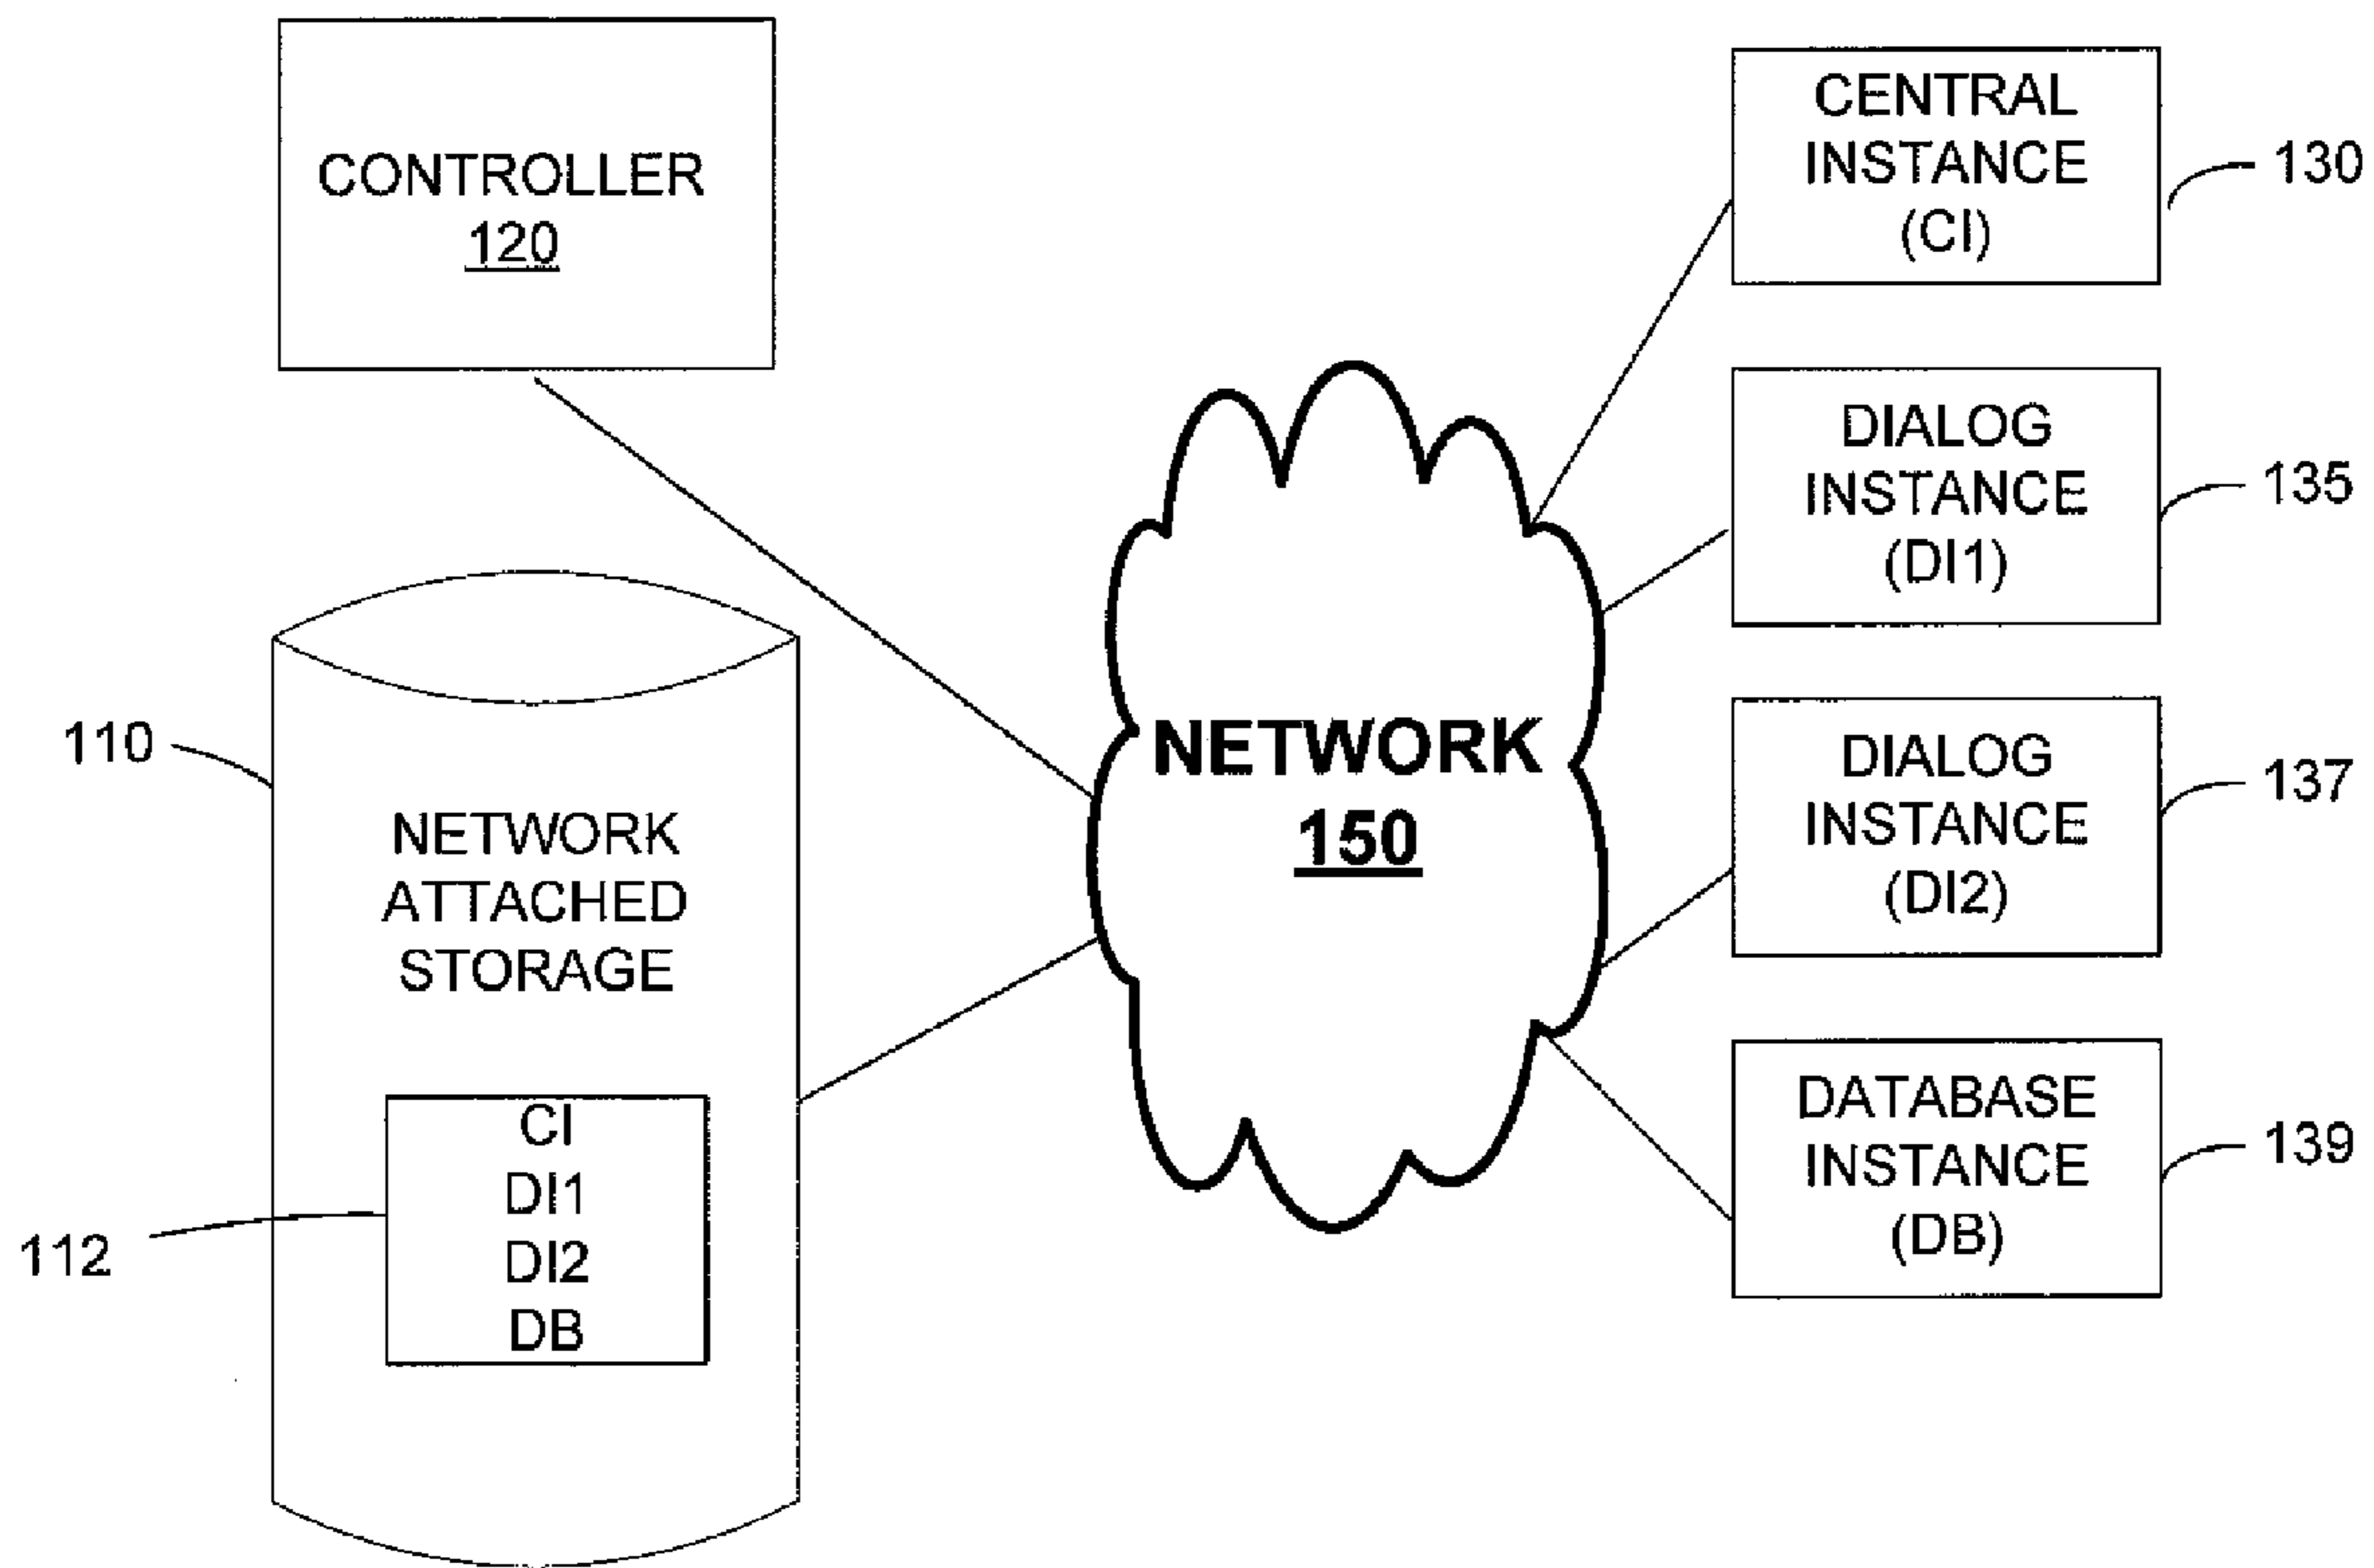 CONTROLLER
120
110
NETWORK
ATTACHED
STORAGE
112
CI
DI1
DI2
DB
NETWORK
150
CENTRAL
INSTANCE
(CI)
130
DIALOG
INSTANCE
(DI1)
135
DIALOG
INSTANCE
(DI2)
137
DATABASE
INSTANCE
(DB)
139